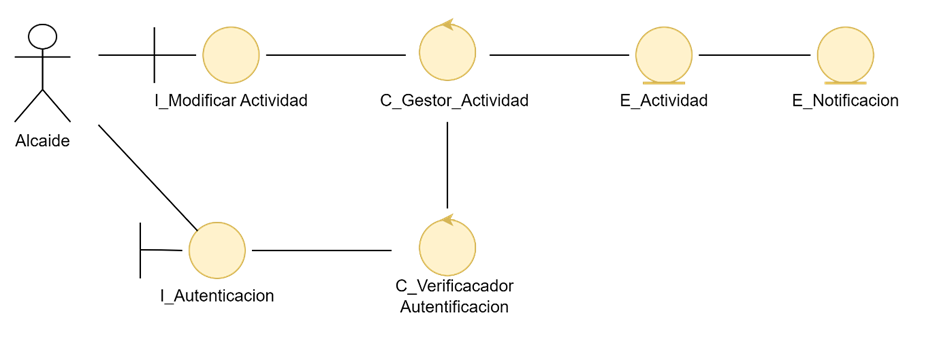 I_Modificar Actividad
C_Gestor_Actividad
E_Actividad
E_Notificacion
Alcaide
I_Autenticacion
C_Verificacador
Autentificacion